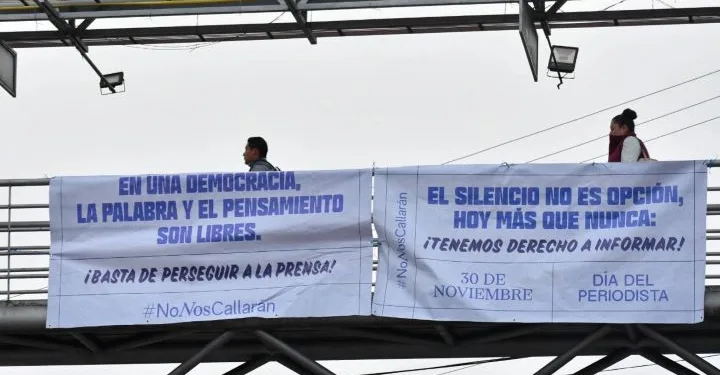 EN UNA DEMOCRACIA,
LA PALABRA Y EL PENSAMIENTO
SON LIBRES.
¡BASTA DE PERSEGUIR A LA PRENSA!
#NoNosCallarán
#NoNosCallarán
EL SILENCIO NO ES OPCIÓN,
HOY MÁS QUE NUNCA:
¡TENEMOS DERECHO A INFORMAR!
30 DE
NOVIEMBRE
DÍA DEL
PERIODISTA